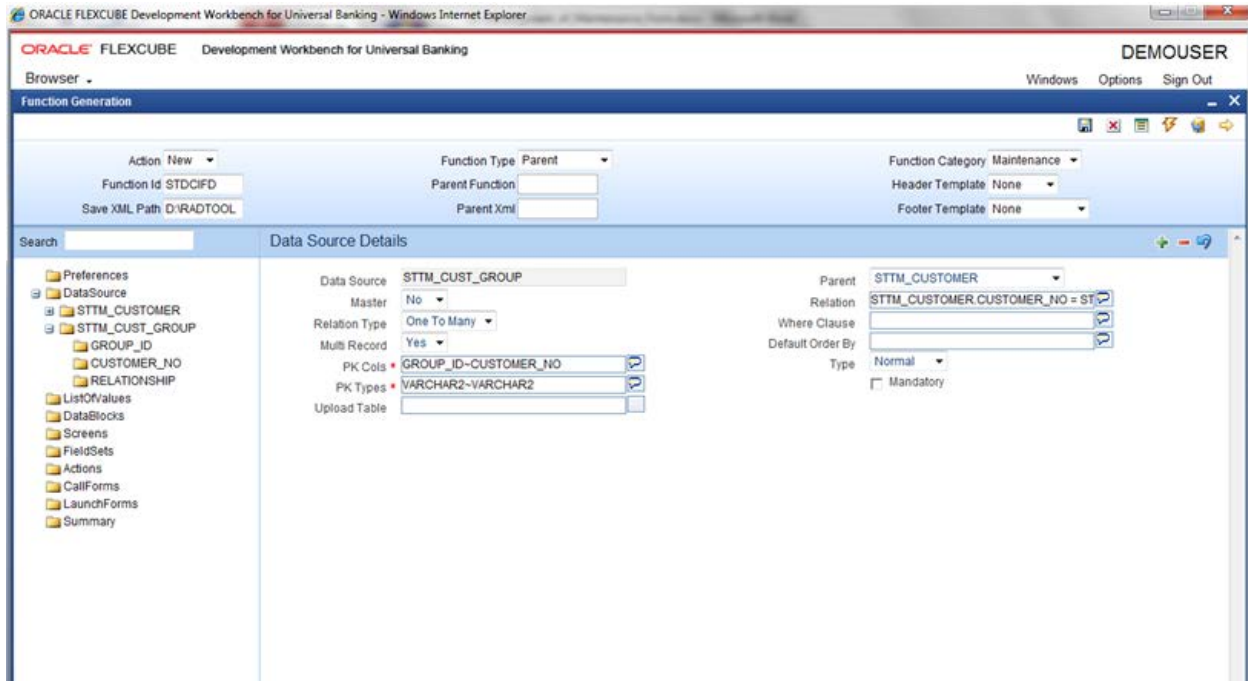 ORACLE FLEXCUBE Development Workbench for Universal Banking - Windows Internet Explorer
ORACLE FLEXCUBE Development Workbench for Universal Banking DEMOUSER
Browser Windows Options Sign Out
Function Generation
Action New Function Type Parent Function Category Maintenance
Function Id STDCIFD Parent Function Header Template None
Save XML Path D:\RADTOOL Parent Xml Footer Template None
Search Data Source Details
Preferences
DataSource
STTM_CUSTOMER
STTM_CUST_GROUP
GROUP_ID
CUSTOMER_NO
RELATIONSHIP
ListOfValues
DataBlocks
Screens
FieldSets
Actions
CallForms
LaunchForms
Summary
Data Source STTM_CUST_GROUP Parent STTM_CUSTOMER
Master No Relation STTM_CUSTOMER.CUSTOMER_NO = ST
Relation Type One To Many Where Clause
Multi Record Yes Default Order By
PK Cols * GROUP_ID~CUSTOMER_NO Type Normal
PK Types * VARCHAR2~VARCHAR2 Mandatory
Upload Table